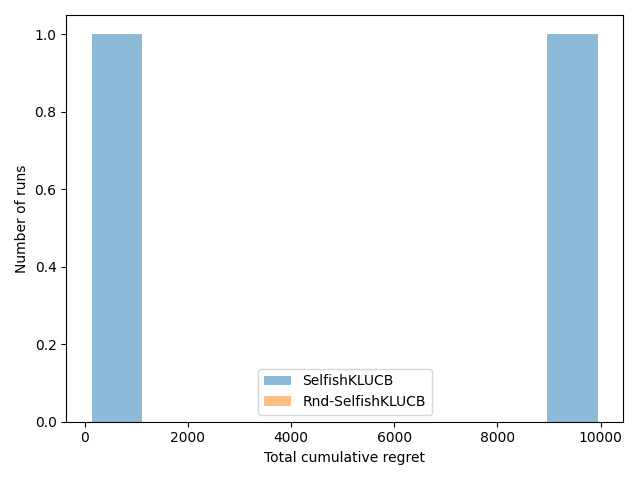 1.0
0.8
0.6
0.4
0.2
0.0
Number of runs
SelfishKLUCB
Rnd-SelfishKLUCB
0 2000 4000 6000 8000 10000
Total cumulative regret